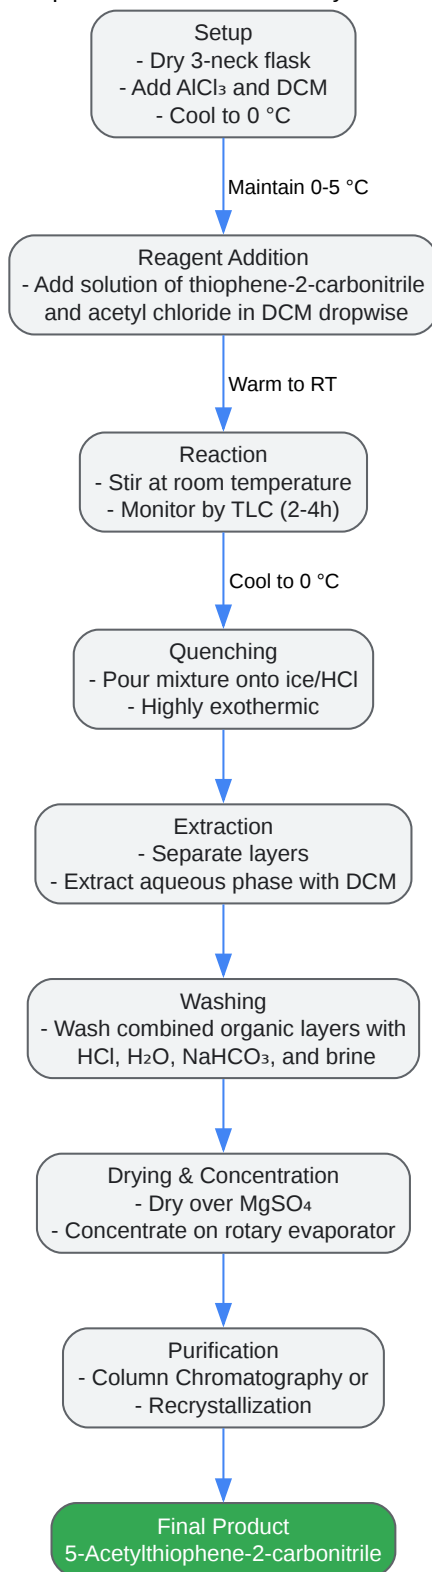 Setup
- Dry 3-neck flask
- Add AlCl₃ and DCM
- Cool to 0 °C
Maintain 0-5 °C
Reagent Addition
- Add solution of thiophene-2-carbonitrile
and acetyl chloride in DCM dropwise
Warm to RT
Reaction
- Stir at room temperature
- Monitor by TLC (2-4h)
Cool to 0 °C
Quenching
- Pour mixture onto ice/HCl
- Highly exothermic
Extraction
- Separate layers
- Extract aqueous phase with DCM
Washing
- Wash combined organic layers with
HCl, H₂O, NaHCO₃, and brine
Drying & Concentration
- Dry over MgSO₄
- Concentrate on rotary evaporator
Purification
- Column Chromatography or
- Recrystallization
Final Product
5-Acetylthiophene-2-carbonitrile